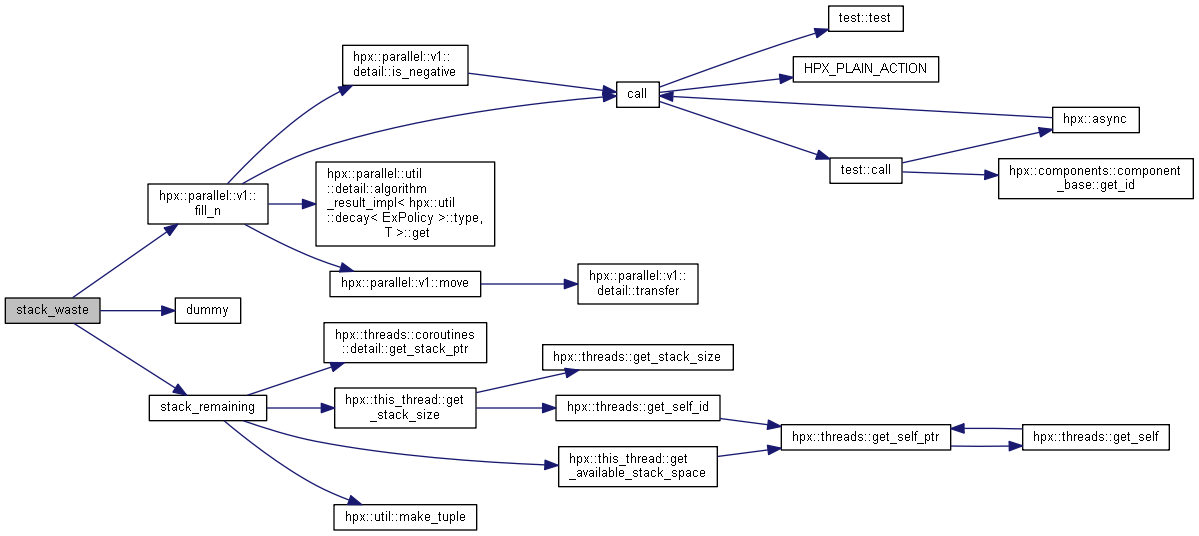 test::test
hpx::parallel::v1::
detail::is_negative
HPX_PLAIN_ACTION
call
hpx::async
test::call
hpx::components::component
_base::get_id
hpx::parallel::v1::
fill_n
hpx::parallel::util
::detail::algorithm
_result_impl< hpx::util
::decay< ExPolicy >::type,
T >::get
hpx::parallel::v1::move
hpx::parallel::v1::
detail::transfer
stack_waste
dummy
hpx::threads::coroutines
::detail::get_stack_ptr
hpx::threads::get_stack_size
stack_remaining
hpx::this_thread::get
_stack_size
hpx::threads::get_self_id
hpx::threads::get_self_ptr
hpx::threads::get_self
hpx::this_thread::get
_available_stack_space
hpx::util::make_tuple